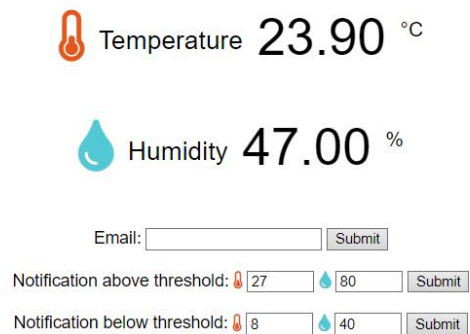 Temperature 23.90 °C
Humidity 47.00 %
Email: Submit
Notification above threshold: 27 80 Submit
Notification below threshold: 8 40 Submit